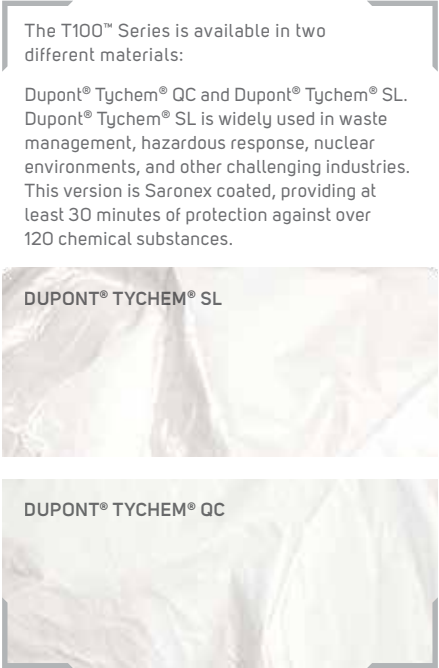 The T100™ Series is available in two
different materials:
Dupont® Tychem® QC and Dupont® Tychem® SL.
Dupont® Tychem® SL is widely used in waste
management, hazardous response, nuclear
environments, and other challenging industries.
This version is Saronex coated, providing at
least 30 minutes of protection against over
120 chemical substances.
DUPONT® TYCHEM® SL
DUPONT® TYCHEM® QC